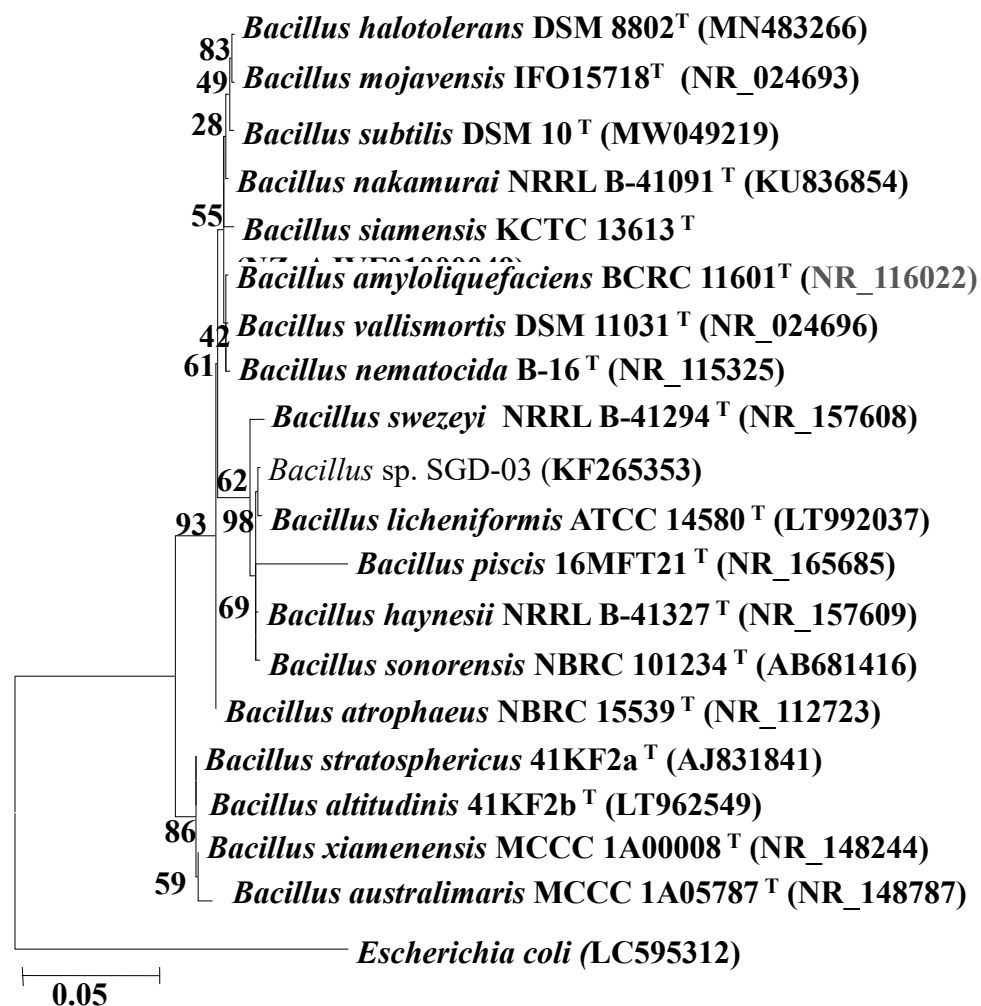 Bacillus halotolerans DSM 8802T (MN483266)
83
49
Bacillus mojavensis IFO15718T (NR_024693)
28
Bacillus subtilis DSM 10 T (MW049219)
Bacillus nakamurai NRRL B-41091 T (KU836854)
55
Bacillus siamensis KCTC 13613 T
Bacillus amyloliquefaciens BCRC 11601T (NR_116022)
Bacillus vallismortis DSM 11031 T (NR_024696)
42
61
Bacillus nematocida B-16 T (NR_115325)
Bacillus swezeyi NRRL B-41294 T (NR_157608)
62
Bacillus sp. SGD-03 (KF265353)
93
98
Bacillus licheniformis ATCC 14580 T (LT992037)
Bacillus piscis 16MFT21 T (NR_165685)
69
Bacillus haynesii NRRL B-41327 T (NR_157609)
Bacillus sonorensis NBRC 101234 T (AB681416)
Bacillus atrophaeus NBRC 15539 T (NR_112723)
Bacillus stratosphericus 41KF2a T (AJ831841)
Bacillus altitudinis 41KF2b T (LT962549)
86
Bacillus xiamenensis MCCC 1A00008 T (NR_148244)
59
Bacillus australimaris MCCC 1A05787 T (NR_148787)
Escherichia coli (LC595312)
0.05